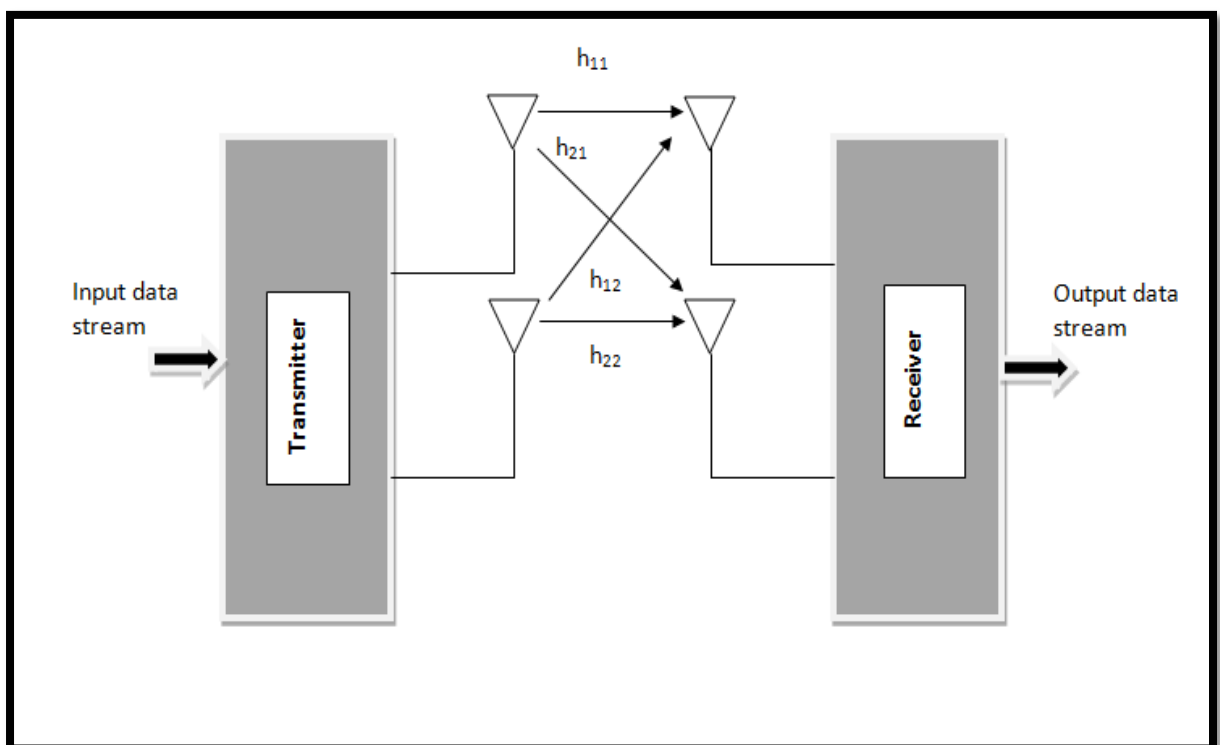 h₁₁
h₂₁
Input data
stream
Transmitter
h₁₂
h₂₂
Receiver
Output data
stream